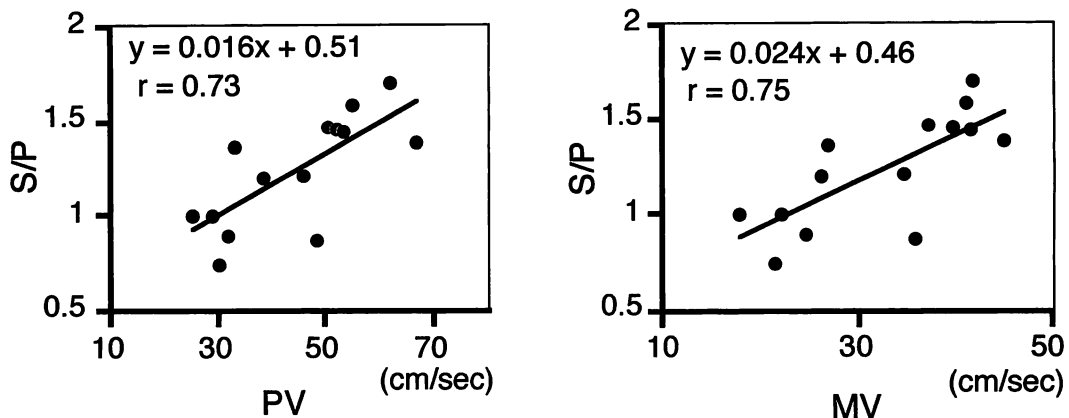 2
y = 0.016x + 0.51
r = 0.73
1.5
S/P
1
0.5
10 30 50 70
(cm/sec)
PV
2
y = 0.024x + 0.46
r = 0.75
1.5
S/P
1
0.5
10 30 50
(cm/sec)
MV